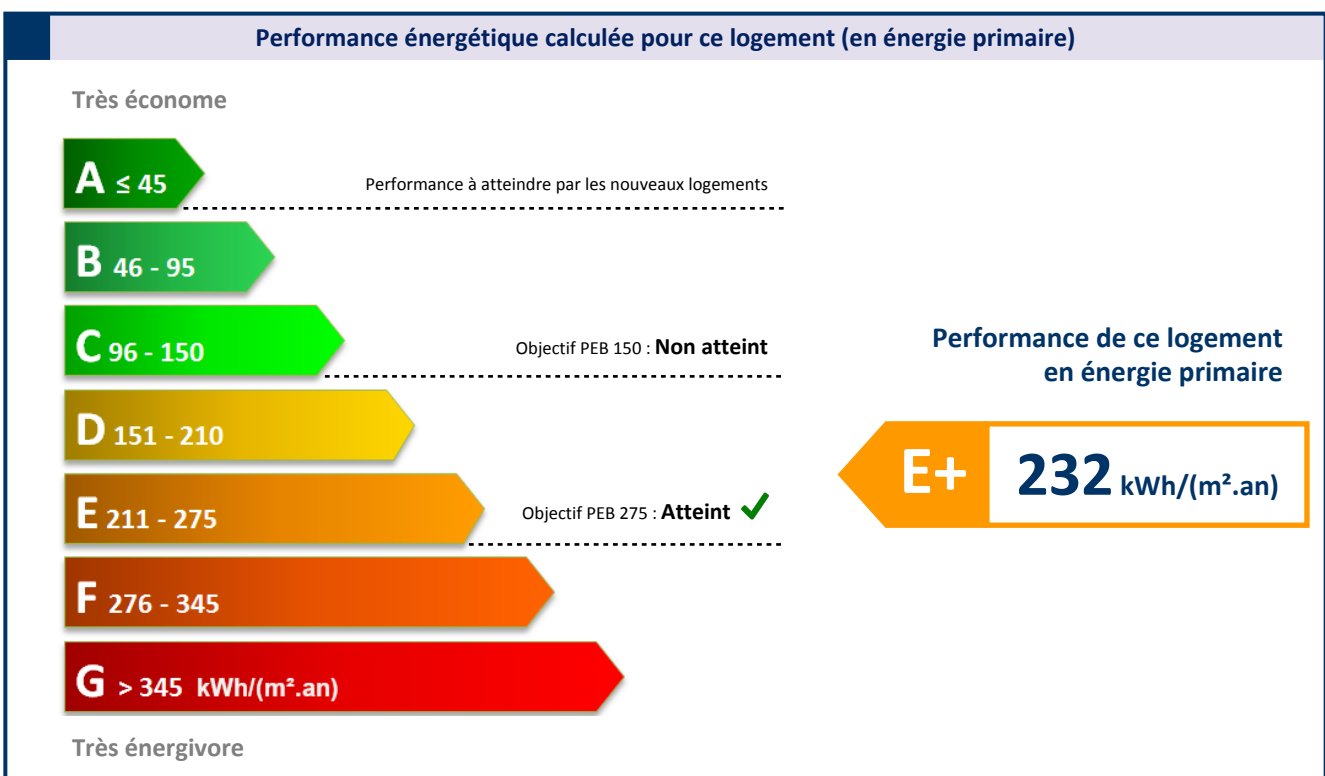 Performance énergétique calculée pour ce logement (en énergie primaire)
Très économe
A ≤ 45
Performance à atteindre par les nouveaux logements
B 46 - 95
C 96 - 150
Objectif PEB 150 : Non atteint
D 151 - 210
E 211 - 275
Objectif PEB 275 : Atteint ✓
F 276 - 345
G > 345 kWh/(m².an)
Très énergivore
Performance de ce logement
en énergie primaire
E+ 232 kWh/(m².an)